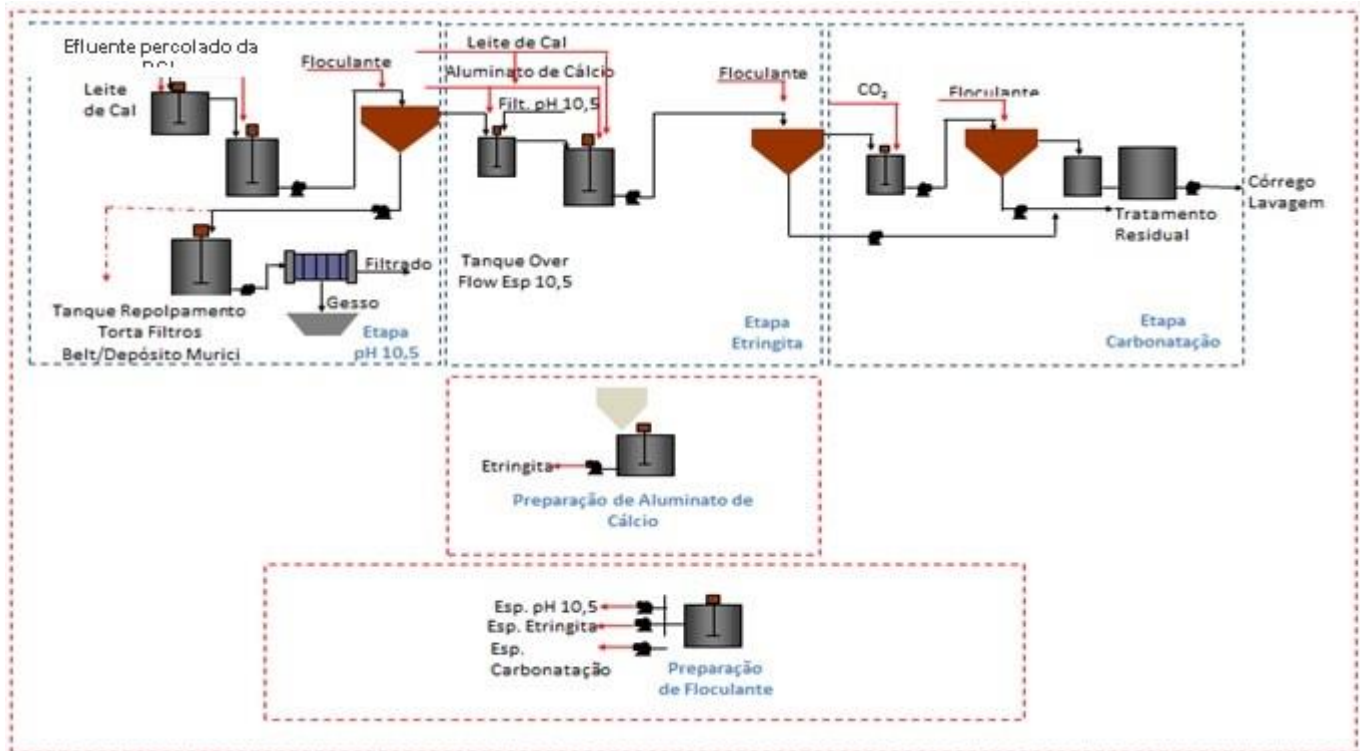 Efluente percolado da
Leite
de Cal
Floculante
Filtrado
Gesso
Tanque Repolpamento
Torta Filtros
Belt/Depósito Murici
Etapa
pH 10,5
Leite de Cal
Aluminato de Cálcio
Filt. pH 10,5
Floculante
Tanque Over
Flow Esp 10,5
Etapa
Etringita
CO₂
Floculante
Córrego
Lavagem
Tratamento
Residual
Etapa
Carbonatação
Etringita
Preparação de Aluminato de
Cálcio
Esp. pH 10,5
Esp. Etringita
Esp.
Carbonatação
Preparação
de Floculante